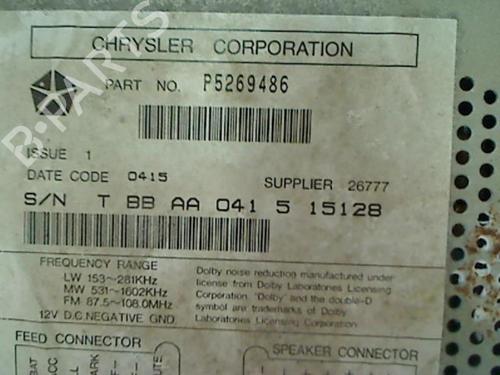 CHRYSLER CORPORATION
PART NO. P5269486
B-PARTS
ISSUE 1
DATE CODE 0415
SUPPLIER 26777
S/N T BB AA 041 5 15128
FREQUENCY RANGE
LW 153~281KHz
MW 531~1602KHz
FM 87.5~108.0MHz
12V D.C.NEGATIVE GND.
Dolby noise reduction manufactured under
license from Dolby Laboratories Licensing
Corporation. "Dolby" and the double-D
symbol are trademarks of Dolby
Laboratories Licensing Corporation.
FEED CONNECTOR
SPEAKER CONNECTOR
BAT
ACC